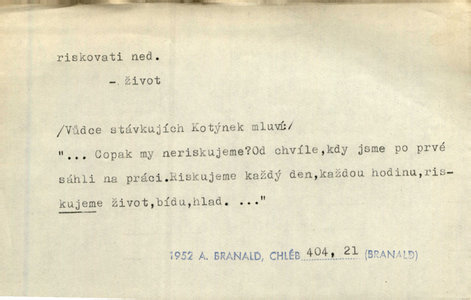 riskovati ned.
- život
/Vůdce stávkujících Kotýnek mluví:/
"... Copak my neriskujeme?Od chvíle,kdy jsme po prvé
sáhli na práci.Riskujeme každý den,každou hodinu,ris-
kujeme život,bídu,hlad. ..."
1952 A. BRANALD, CHLÉB 404, 21 (BRANALD)